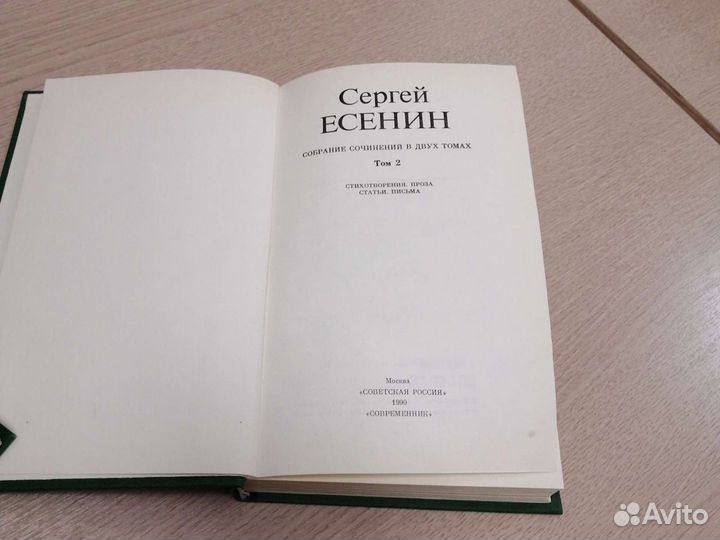 Сергей
ЕСЕНИН
СОБРАНИЕ СОЧИНЕНИЙ В ДВУХ ТОМАХ
Том 2
СТИХОТВОРЕНИЯ. ПРОЗА
СТАТЬИ. ПИСЬМА
Москва
«СОВЕТСКАЯ РОССИЯ»
1990
«СОВРЕМЕННИК»
Avito